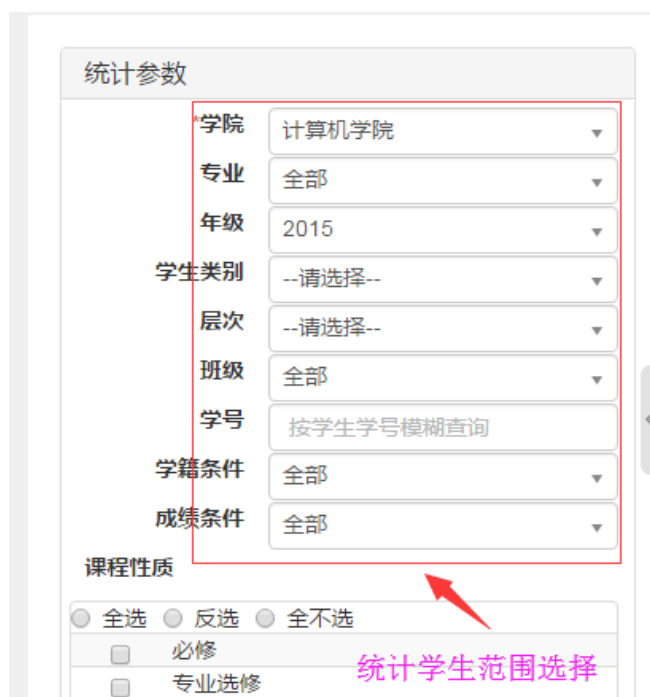 统计参数
*学院 计算机学院
专业 全部
年级 2015
学生类别 --请选择--
层次 --请选择--
班级 全部
学号 按学生学号模糊查询
学籍条件 全部
成绩条件 全部
课程性质
全选 反选 全不选
必修
专业选修
统计学生范围选择